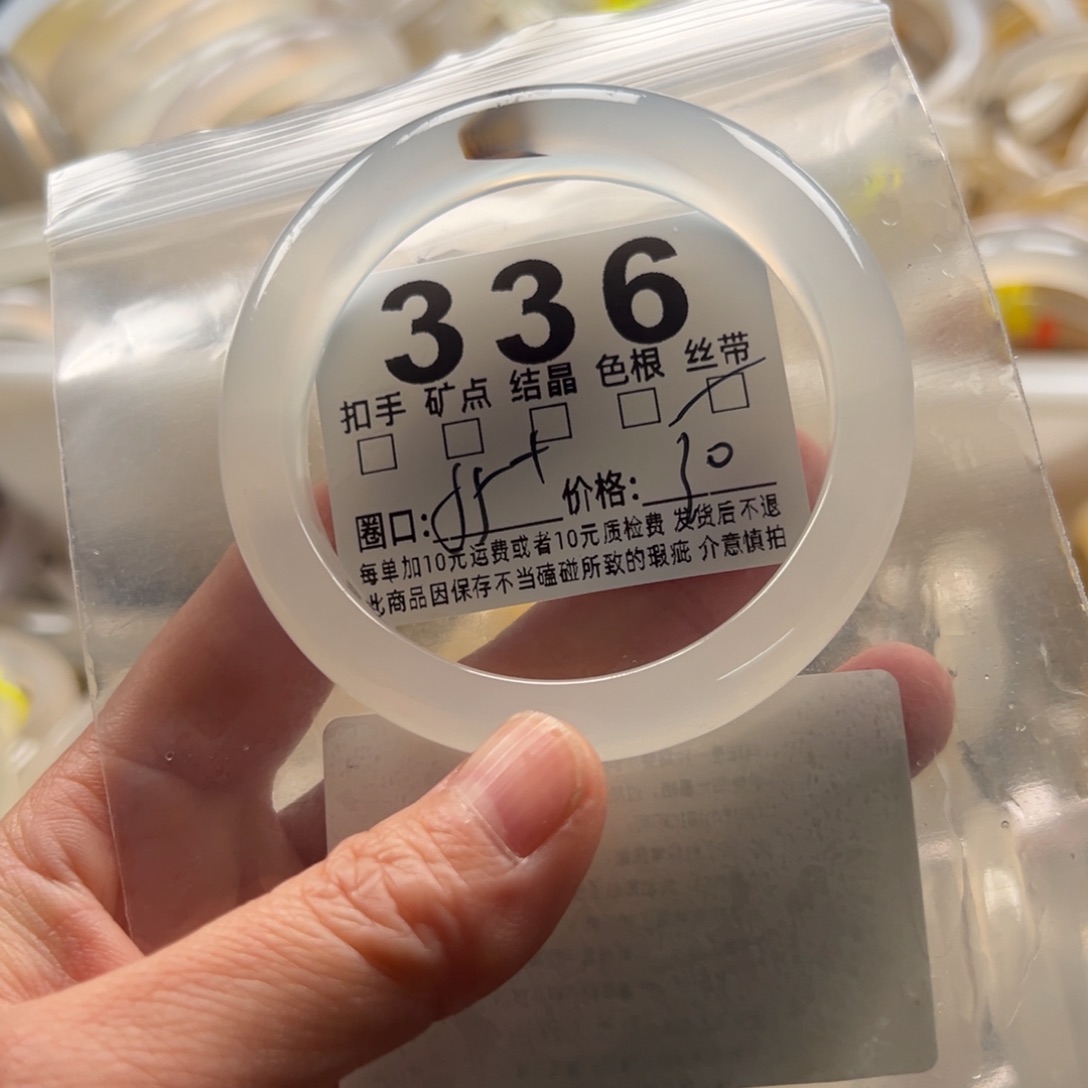 336
扣手 矿点 结晶 色根 丝带
圈口: 价格: 30
每单加10元运费或者10元质检费 发货后不退
此商品因保存不当磕碰所致的瑕疵 介意慎拍